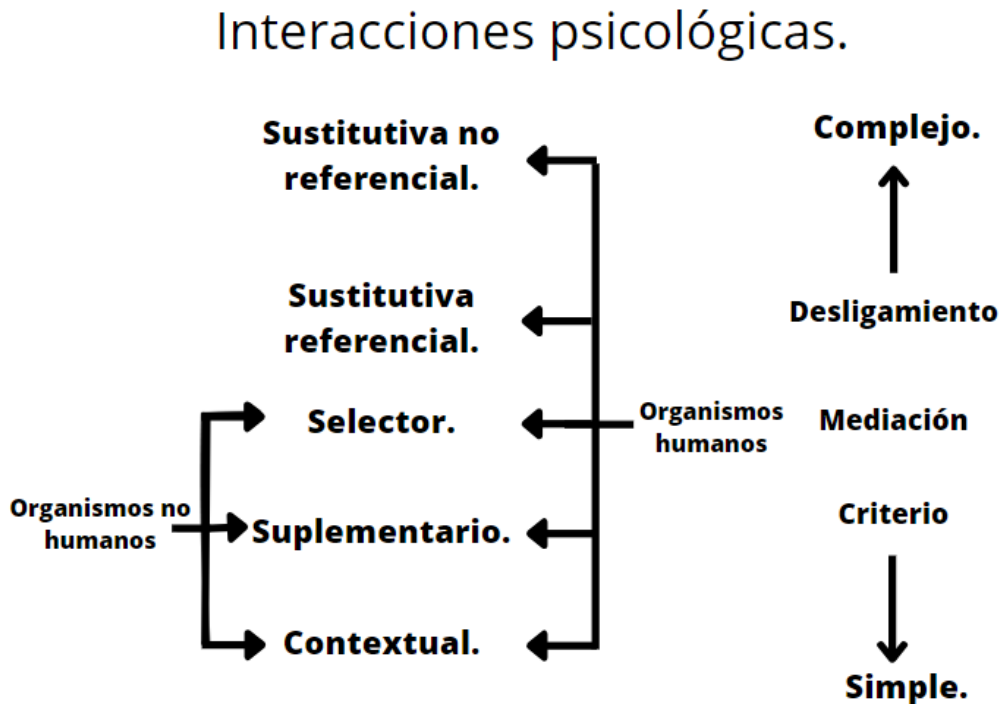 Interacciones psicológicas.
Sustitutiva no
referencial.
Complejo.
Sustitutiva
referencial.
Desligamiento
Selector.
Organismos
humanos
Mediación
Organismos no
humanos
Suplementario.
Criterio
Contextual.
Simple.